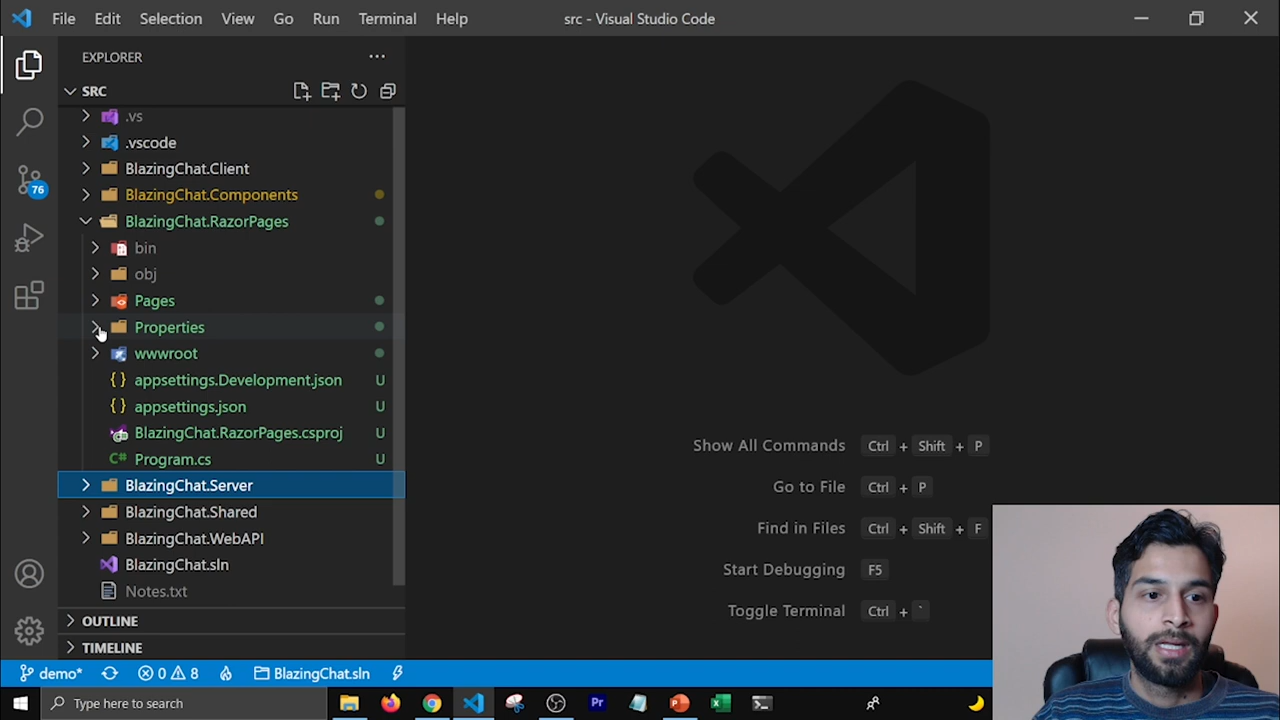 File Edit Selection View Go Run Terminal Help src - Visual Studio Code
EXPLORER
SRC
.vs
.vscode
BlazingChat.Client
BlazingChat.Components
BlazingChat.RazorPages
bin
obj
Pages
Properties
wwwroot
appsettings.Development.json U
appsettings.json U
BlazingChat.RazorPages.csproj U
Program.cs U
BlazingChat.Server
BlazingChat.Shared
BlazingChat.WebAPI
BlazingChat.sln
Notes.txt
OUTLINE
TIMELINE
76
Show All Commands Ctrl + Shift + P
Go to File Ctrl + P
Find in Files Ctrl + Shift + F
Start Debugging F5
Toggle Terminal Ctrl + `
demo* 0 8 BlazingChat.sln
Type here to search